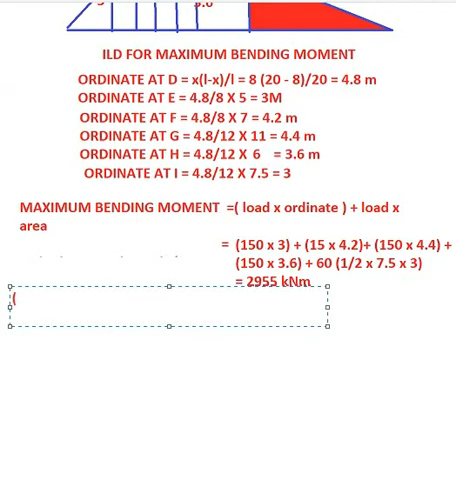 5.0
ILD FOR MAXIMUM BENDING MOMENT
ORDINATE AT D = x(l-x)/l = 8 (20 - 8)/20 = 4.8 m
ORDINATE AT E = 4.8/8 X 5 = 3M
ORDINATE AT F = 4.8/8 X 7 = 4.2 m
ORDINATE AT G = 4.8/12 X 11 = 4.4 m
ORDINATE AT H = 4.8/12 X 6 = 3.6 m
ORDINATE AT I = 4.8/12 X 7.5 = 3
MAXIMUM BENDING MOMENT =( load x ordinate ) + load x
area
= (150 x 3) + (15 x 4.2)+ (150 x 4.4) +
(150 x 3.6) + 60 (1/2 x 7.5 x 3)
= 2955 kNm
(